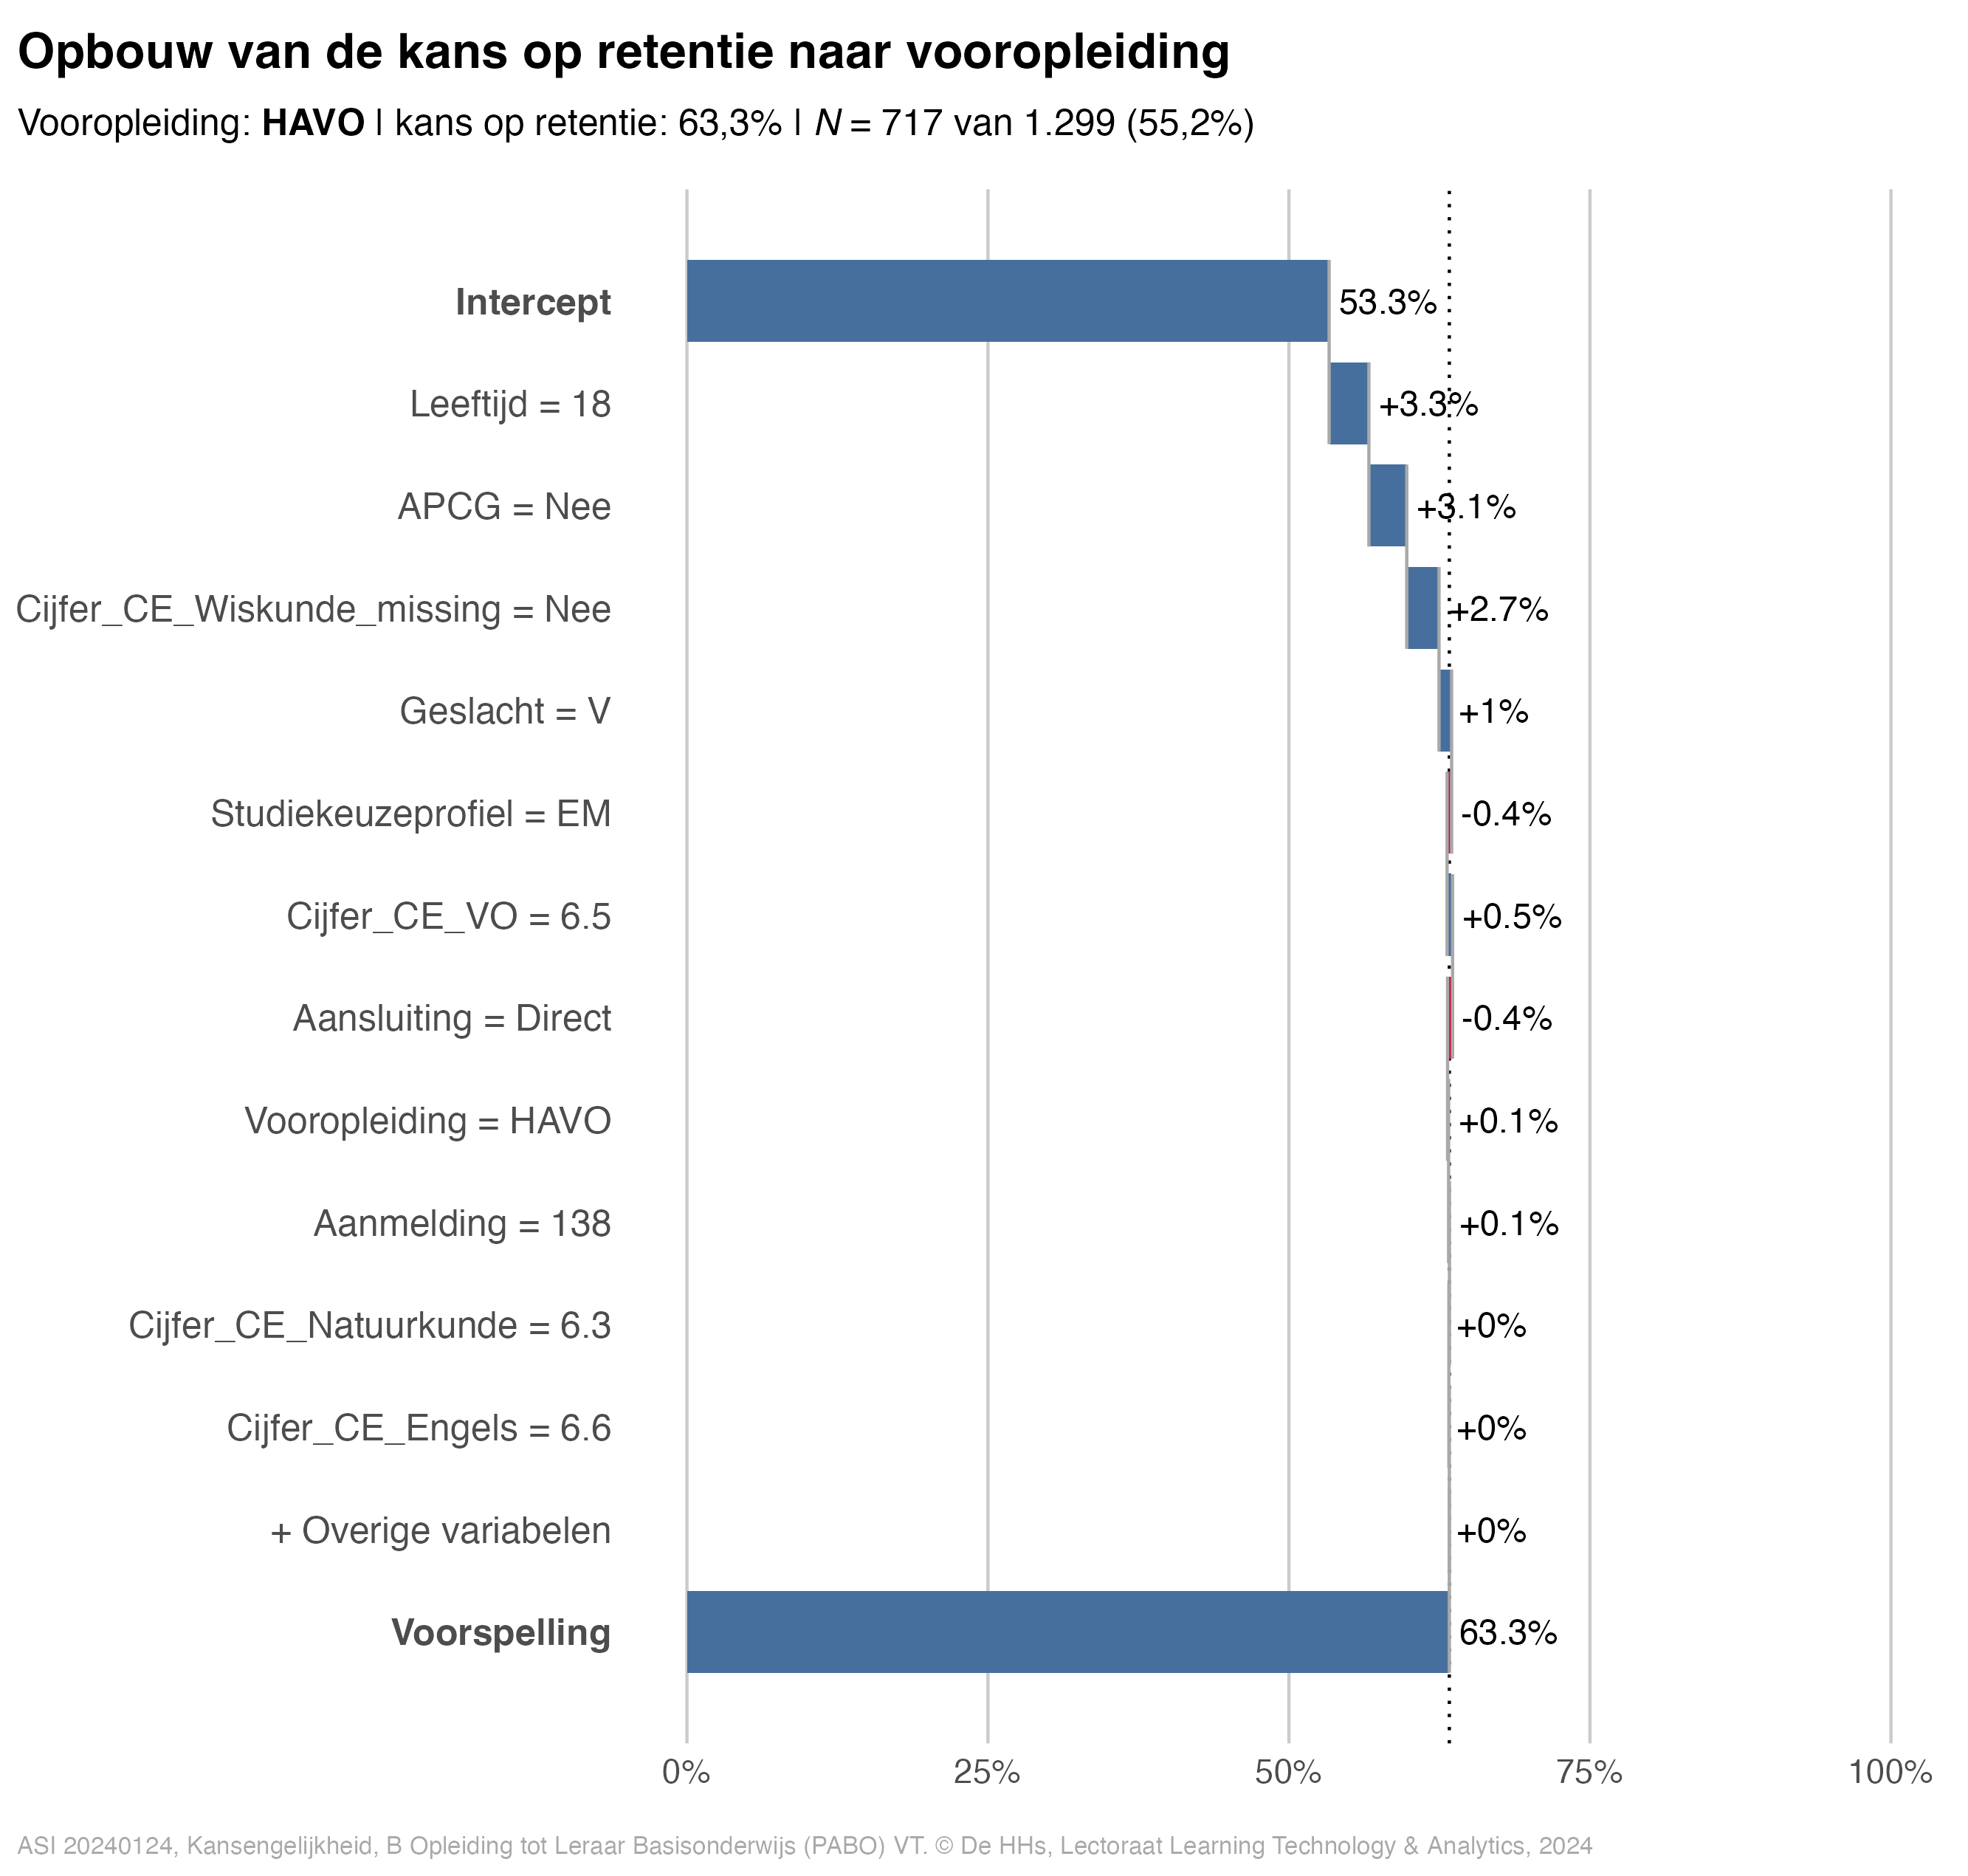 Opbouw van de kans op retentie naar vooropleiding
Vooropleiding: HAVO | kans op retentie: 63,3% | N = 717 van 1.299 (55,2%)
Intercept 53.3%
Leeftijd = 18 +3.3%
APCG = Nee +3.1%
Cijfer_CE_Wiskunde_missing = Nee +2.7%
Geslacht = V +1%
Studiekeuzeprofiel = EM -0.4%
Cijfer_CE_VO = 6.5 +0.5%
Aansluiting = Direct -0.4%
Vooropleiding = HAVO +0.1%
Aanmelding = 138 +0.1%
Cijfer_CE_Natuurkunde = 6.3 +0%
Cijfer_CE_Engels = 6.6 +0%
+ Overige variabelen +0%
Voorspelling 63.3%
0% 25% 50% 75% 100%
ASI 20240124, Kansengelijkheid, B Opleiding tot Leraar Basisonderwijs (PABO) VT. © De HHs, Lectoraat Learning Technology & Analytics, 2024